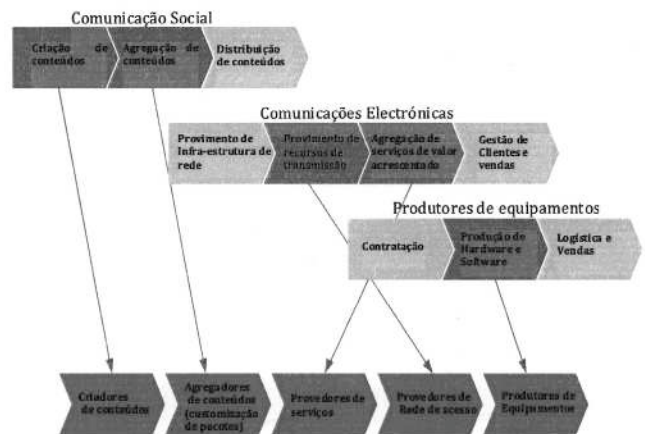 Comunicação Social
Criação de
conteúdos
Agregação de
conteúdos
Distribuição
de conteúdos
Comunicações Electrónicas
Provimento de
Infra-estrutura de
rede
Provimento de
recursos de
transmissão
Agregação de
serviços de valor
acrescentado
Gestão de
Clientes e
vendas
Produtores de equipamentos
Contratação
Produção de
Hardware e
Software
Logística e
Vendas
Criadores
de conteúdos
Agregadores
de conteúdos
(customização
de pacotes)
Provedores de
serviços
Provedores de
Rede de acesso
Produtores de
Equipamentos